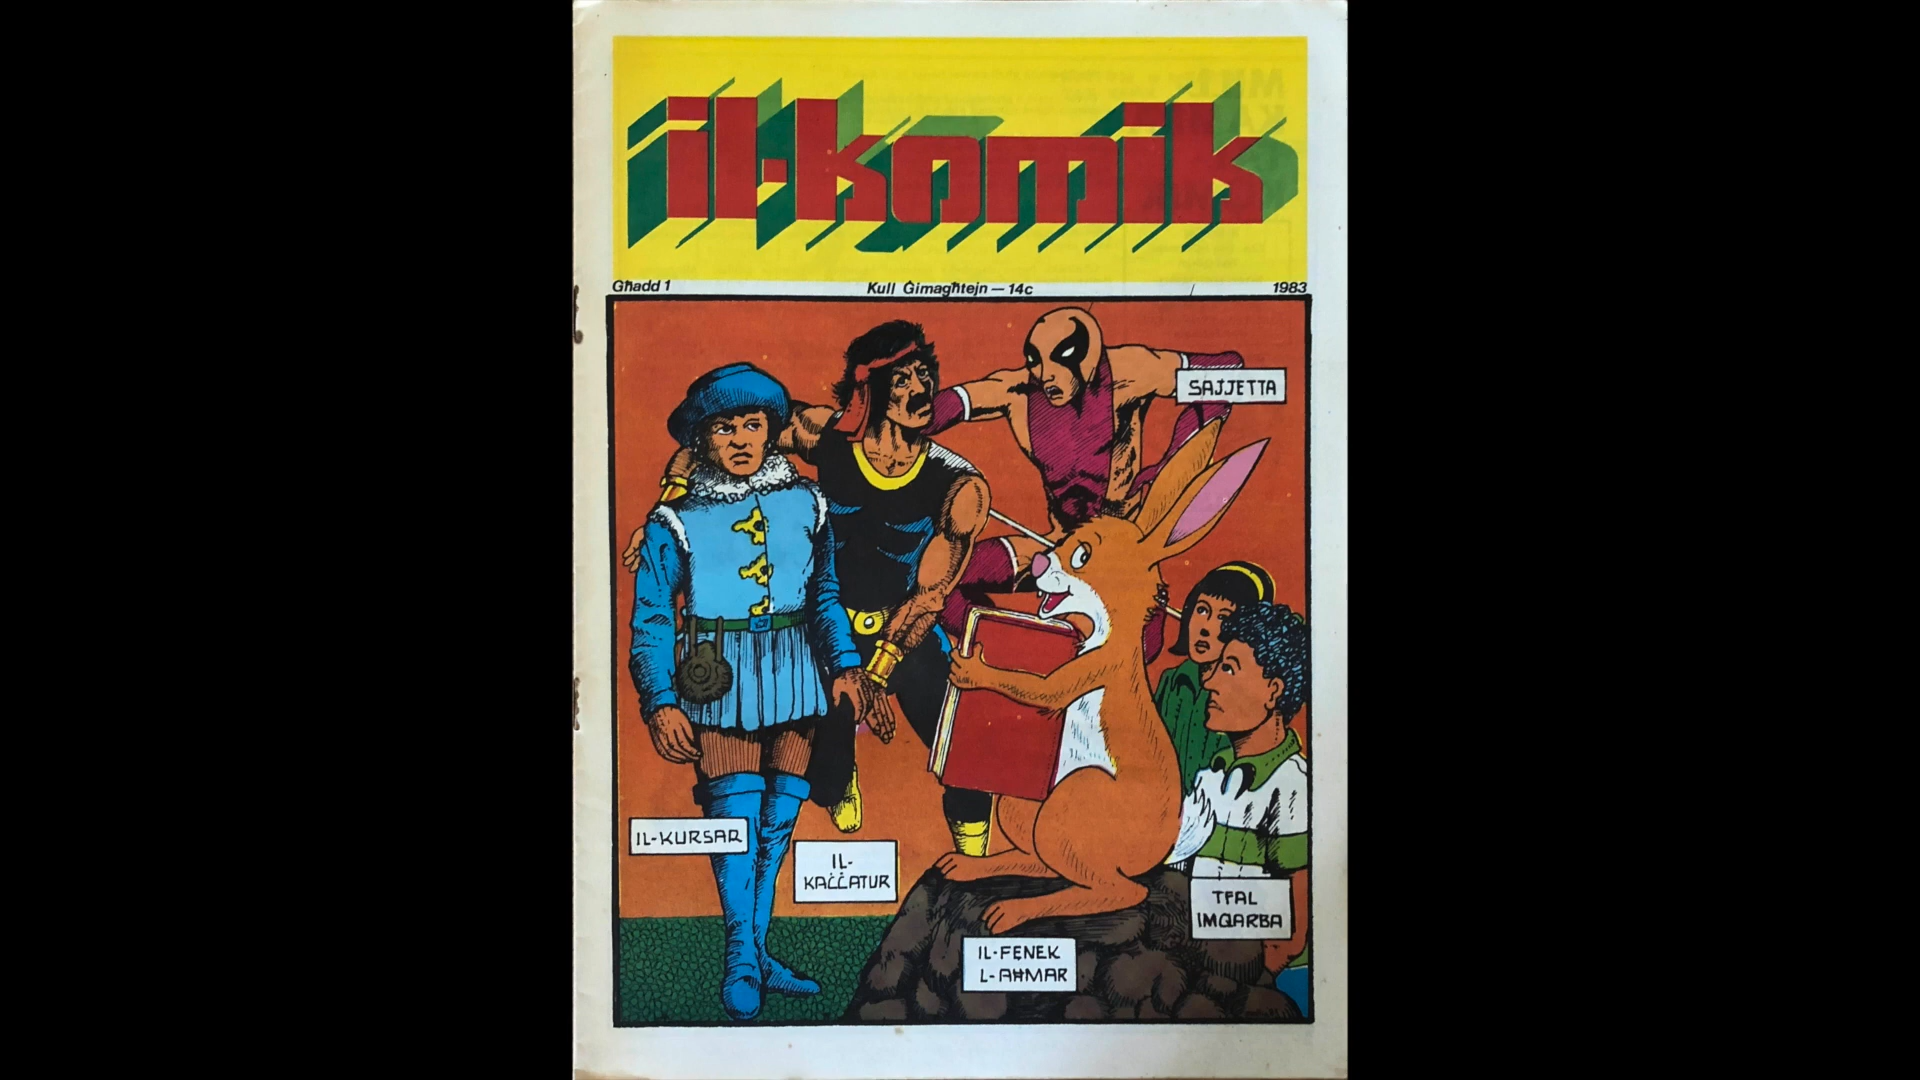 il-komik
Għadd 1 Kull Ġimagħtejn — 14c 1983
SAJJETTA
IL-KURSAR
IL-
KAĊĊATUR
TFAL
IMQARBA
IL-FENEK
L-AĦMAR